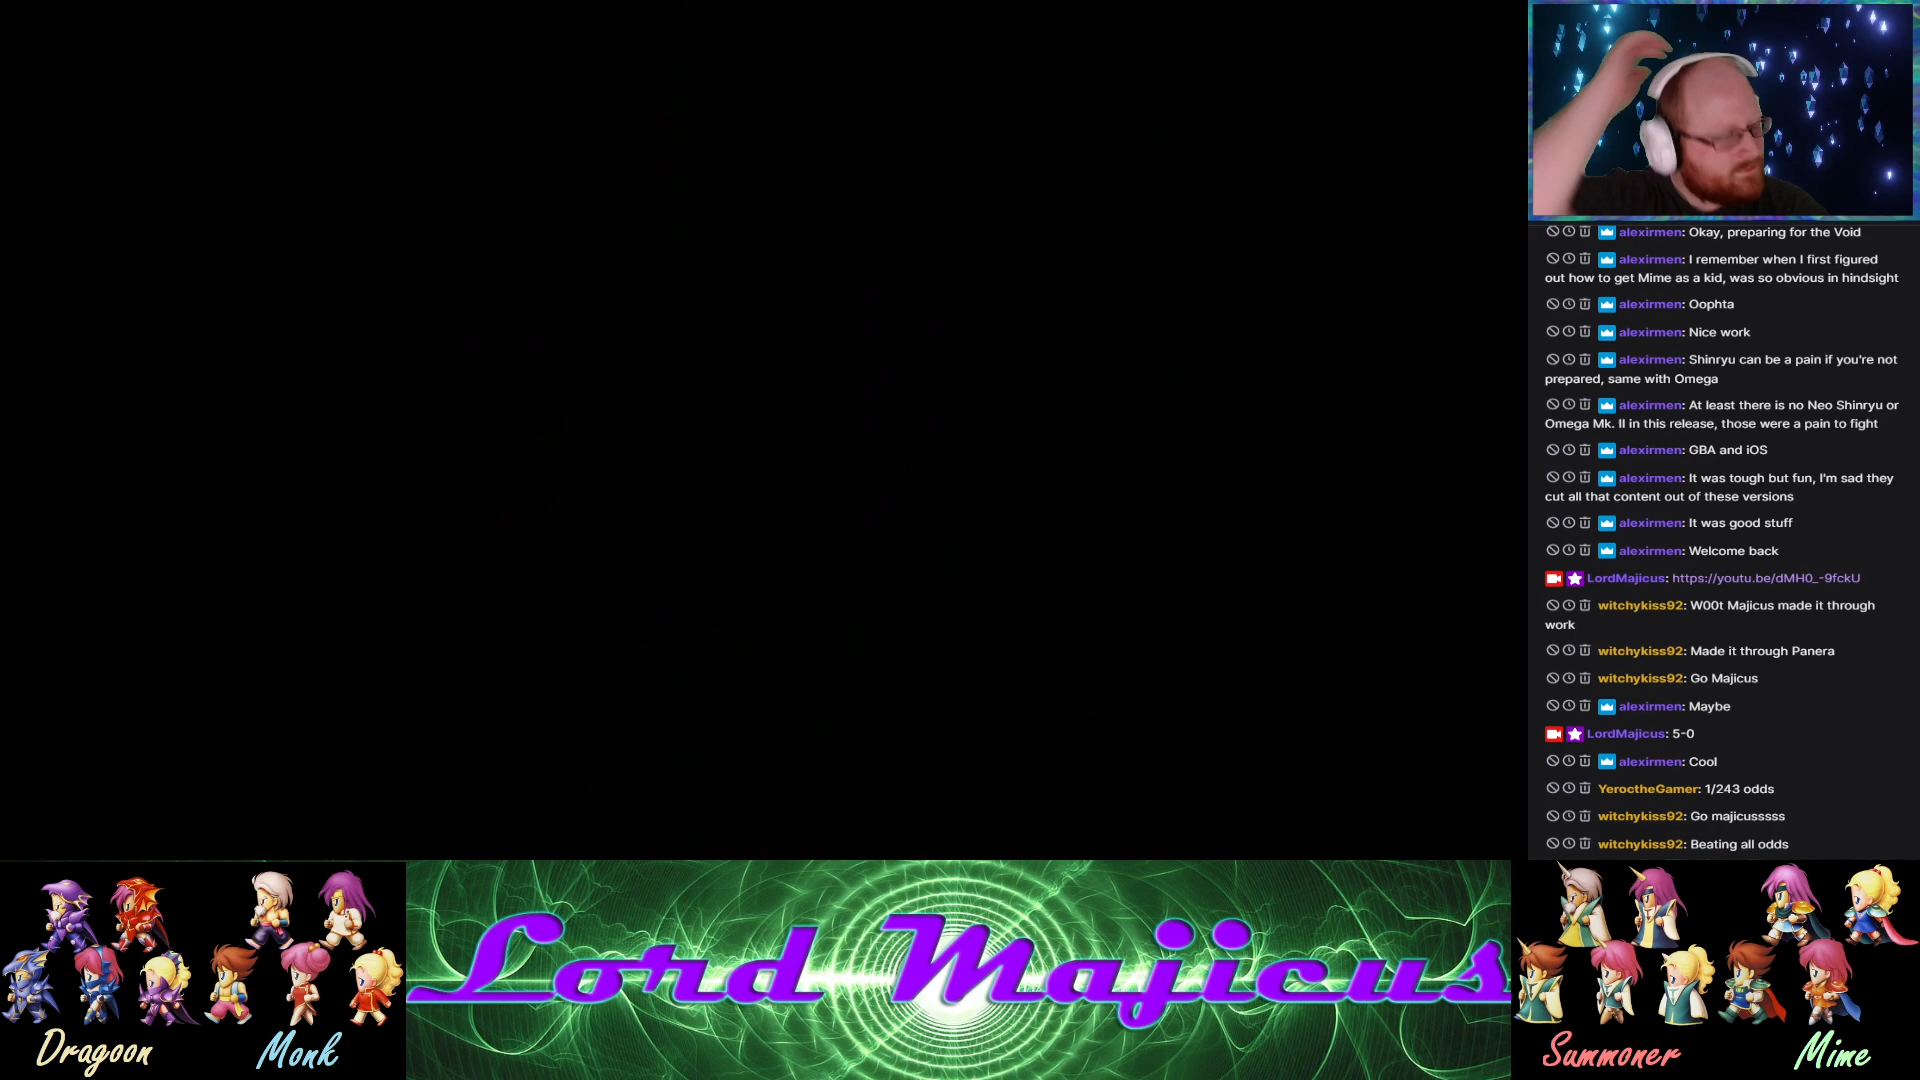 alexirmen: Okay, preparing for the Void
alexirmen: I remember when I first figured
out how to get Mime as a kid, was so obvious in hindsight
alexirmen: Oophta
alexirmen: Nice work
alexirmen: Shinryu can be a pain if you're not
prepared, same with Omega
alexirmen: At least there is no Neo Shinryu or
Omega Mk. II in this release, those were a pain to fight
alexirmen: GBA and iOS
alexirmen: It was tough but fun, I'm sad they
cut all that content out of these versions
alexirmen: It was good stuff
alexirmen: Welcome back
LordMajicus: https://youtu.be/dMH0_-9fckU
witchykiss92: W00t Majicus made it through
work
witchykiss92: Made it through Panera
witchykiss92: Go Majicus
alexirmen: Maybe
LordMajicus: 5-0
alexirmen: Cool
YeroctheGamer: 1/243 odds
witchykiss92: Go majicusssss
witchykiss92: Beating all odds
Lord Majicus
Dragoon
Monk
Summoner
Mime